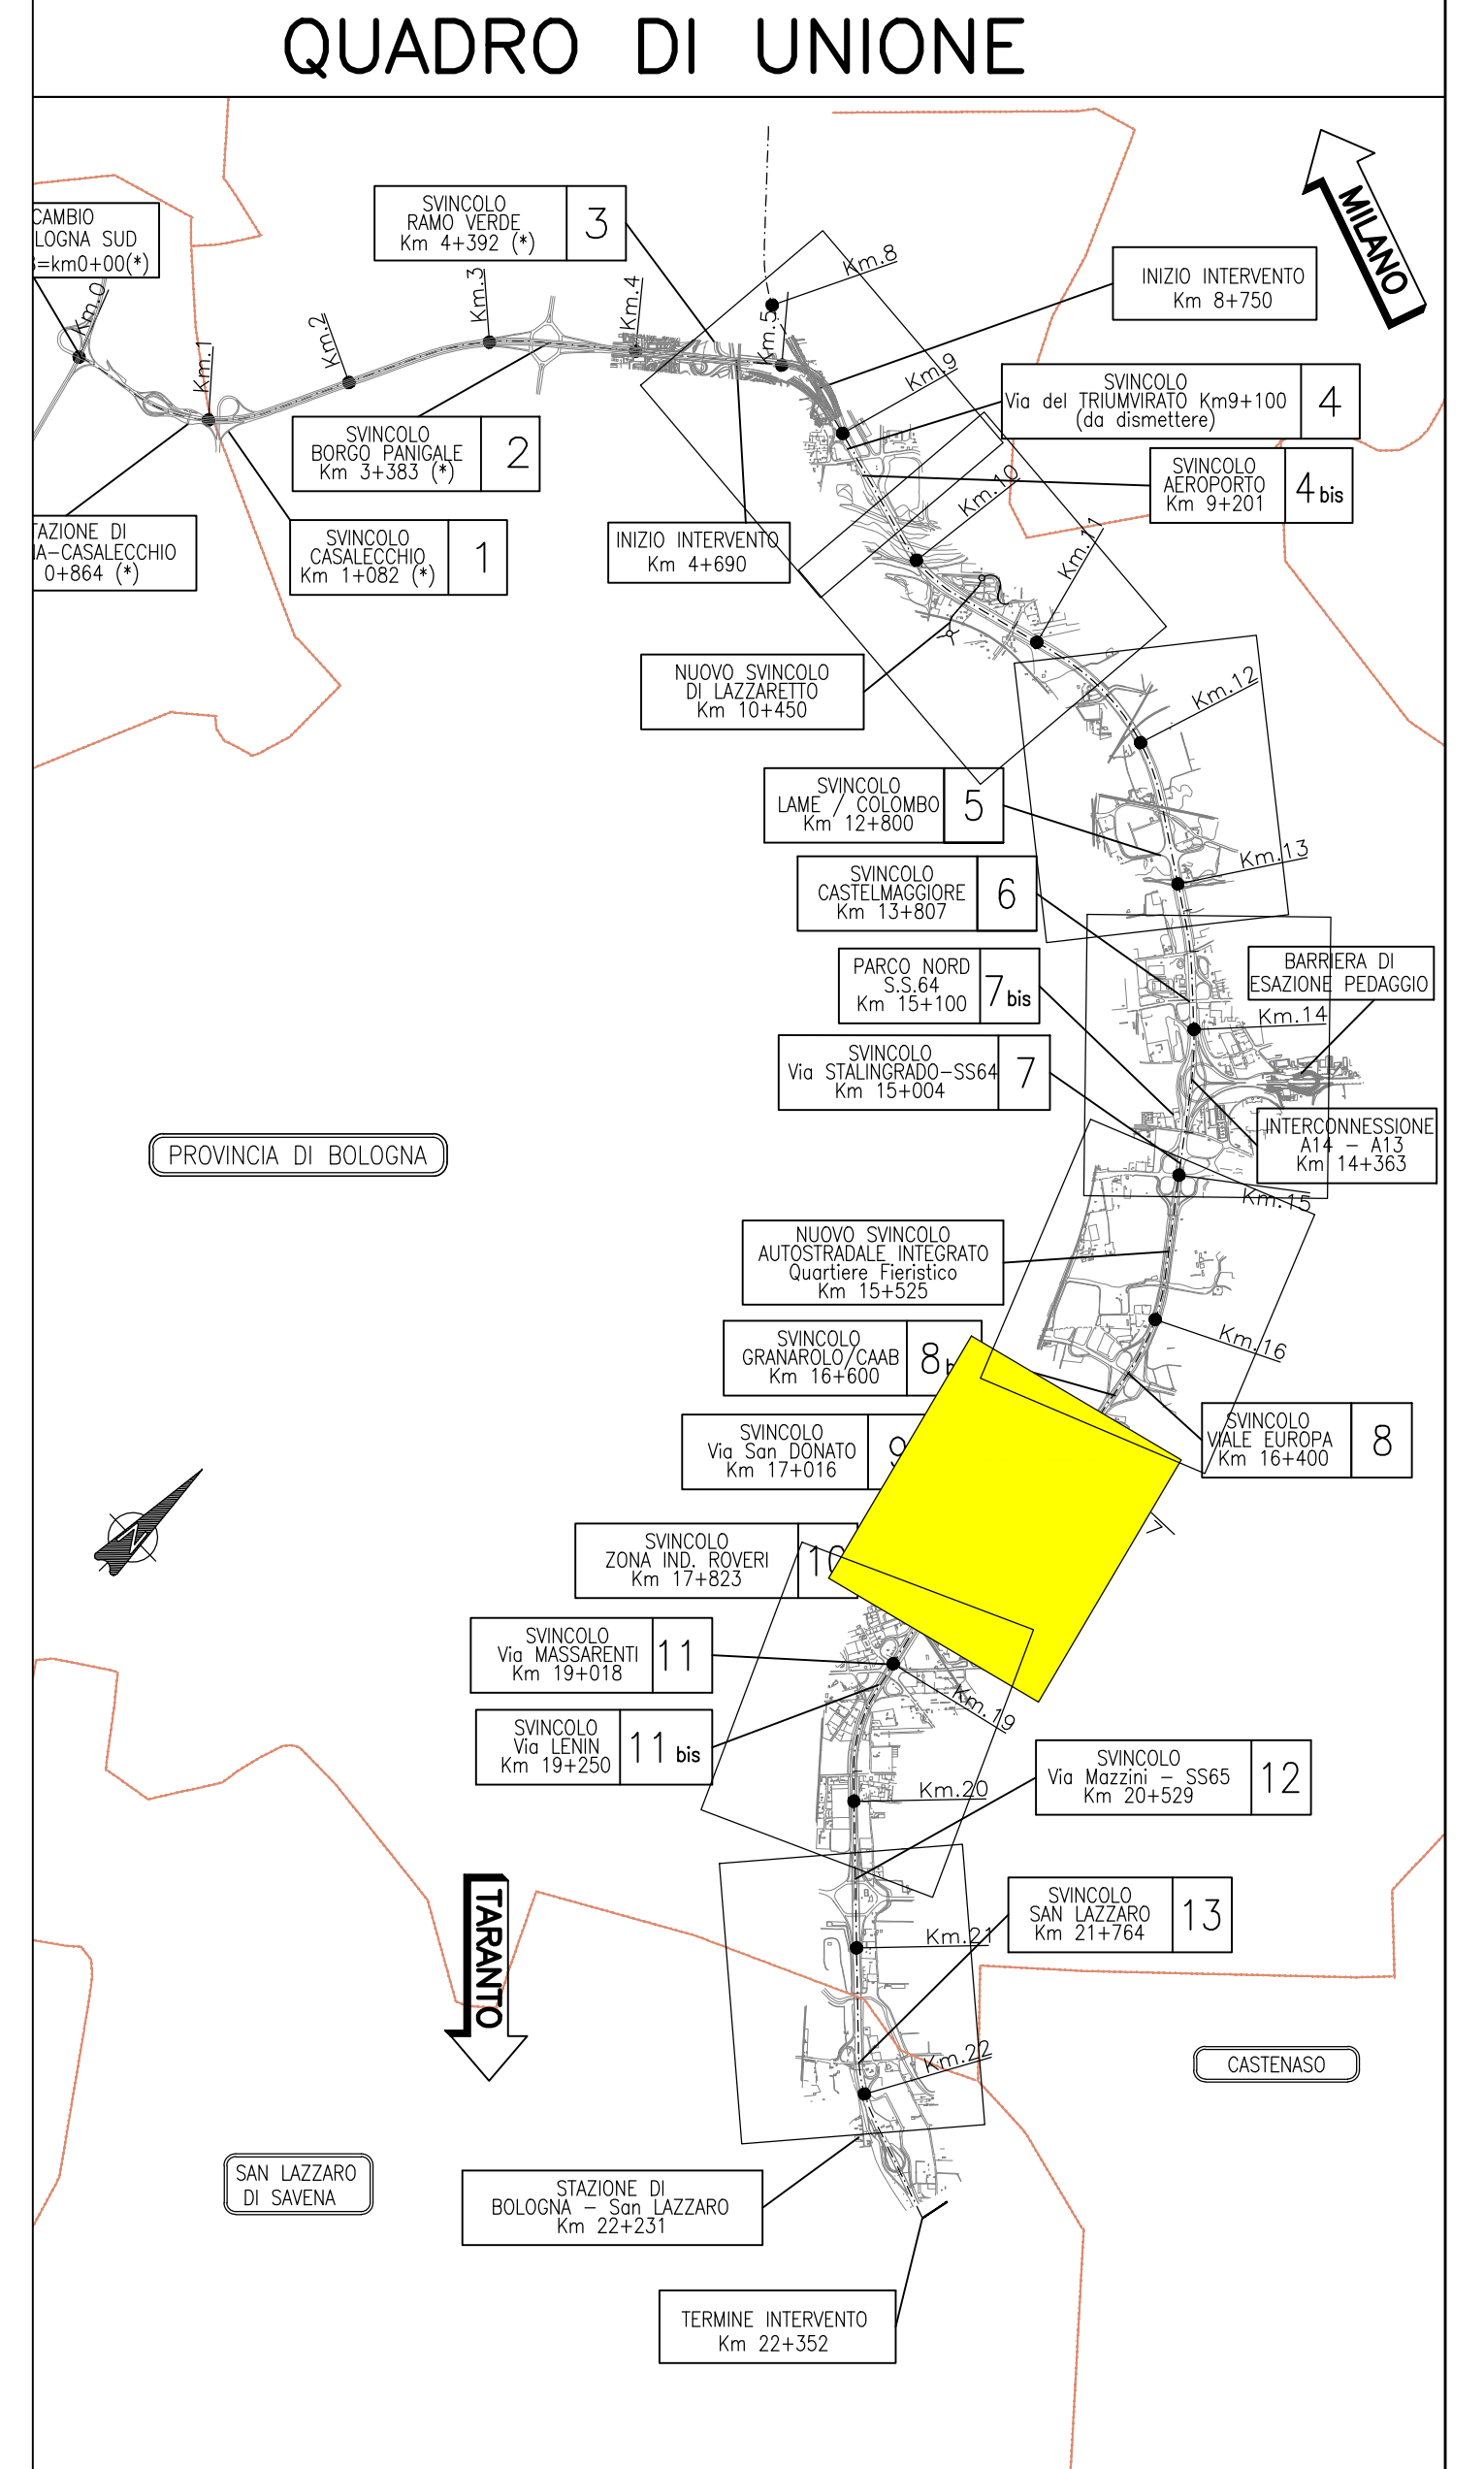 QUADRO DI UNIONE
MILANO
CAMBIO
LOGNA SUD
=km0+00(*)
SVINCOLO
RAMO VERDE
Km 4+392 (*)
3
INIZIO INTERVENTO
Km 8+750
Km.0
Km.1
Km.2
Km.3
Km.4
Km.5
Km.8
Km.9
SVINCOLO
Via del TRIUMVIRATO Km9+100
(da dismettere)
4
SVINCOLO
BORGO PANIGALE
Km 3+383 (*)
2
SVINCOLO
AEROPORTO
Km 9+201
4 bis
Km.10
Km.11
TAZIONE DI
IA-CASALECCHIO
0+864 (*)
SVINCOLO
CASALECCHIO
Km 1+082 (*)
1
INIZIO INTERVENTO
Km 4+690
NUOVO SVINCOLO
DI LAZZARETTO
Km 10+450
Km.12
SVINCOLO
LAME / COLOMBO
Km 12+800
5
Km.13
SVINCOLO
CASTELMAGGIORE
Km 13+807
6
PARCO NORD
S.S.64
Km 15+100
7 bis
BARRIERA DI
ESAZIONE PEDAGGIO
Km.14
SVINCOLO
Via STALINGRADO-SS64
Km 15+004
7
INTERCONNESSIONE
A14 - A13
Km 14+363
PROVINCIA DI BOLOGNA
Km.15
NUOVO SVINCOLO
AUTOSTRADALE INTEGRATO
Quartiere Fieristico
Km 15+525
Km.16
SVINCOLO
GRANAROLO/CAAB
Km 16+600
8
SVINCOLO
VIALE EUROPA
Km 16+400
8
SVINCOLO
Via San DONATO
Km 17+016
9
7
N
SVINCOLO
ZONA IND. ROVERI
Km 17+823
10
SVINCOLO
Via MASSARENTI
Km 19+018
11
Km.19
SVINCOLO
Via LENIN
Km 19+250
11 bis
SVINCOLO
Via Mazzini - SS65
Km 20+529
12
Km.20
TARANTO
SVINCOLO
SAN LAZZARO
Km 21+764
13
Km.21
Km.22
CASTENASO
SAN LAZZARO
DI SAVENA
STAZIONE DI
BOLOGNA - San LAZZARO
Km 22+231
TERMINE INTERVENTO
Km 22+352